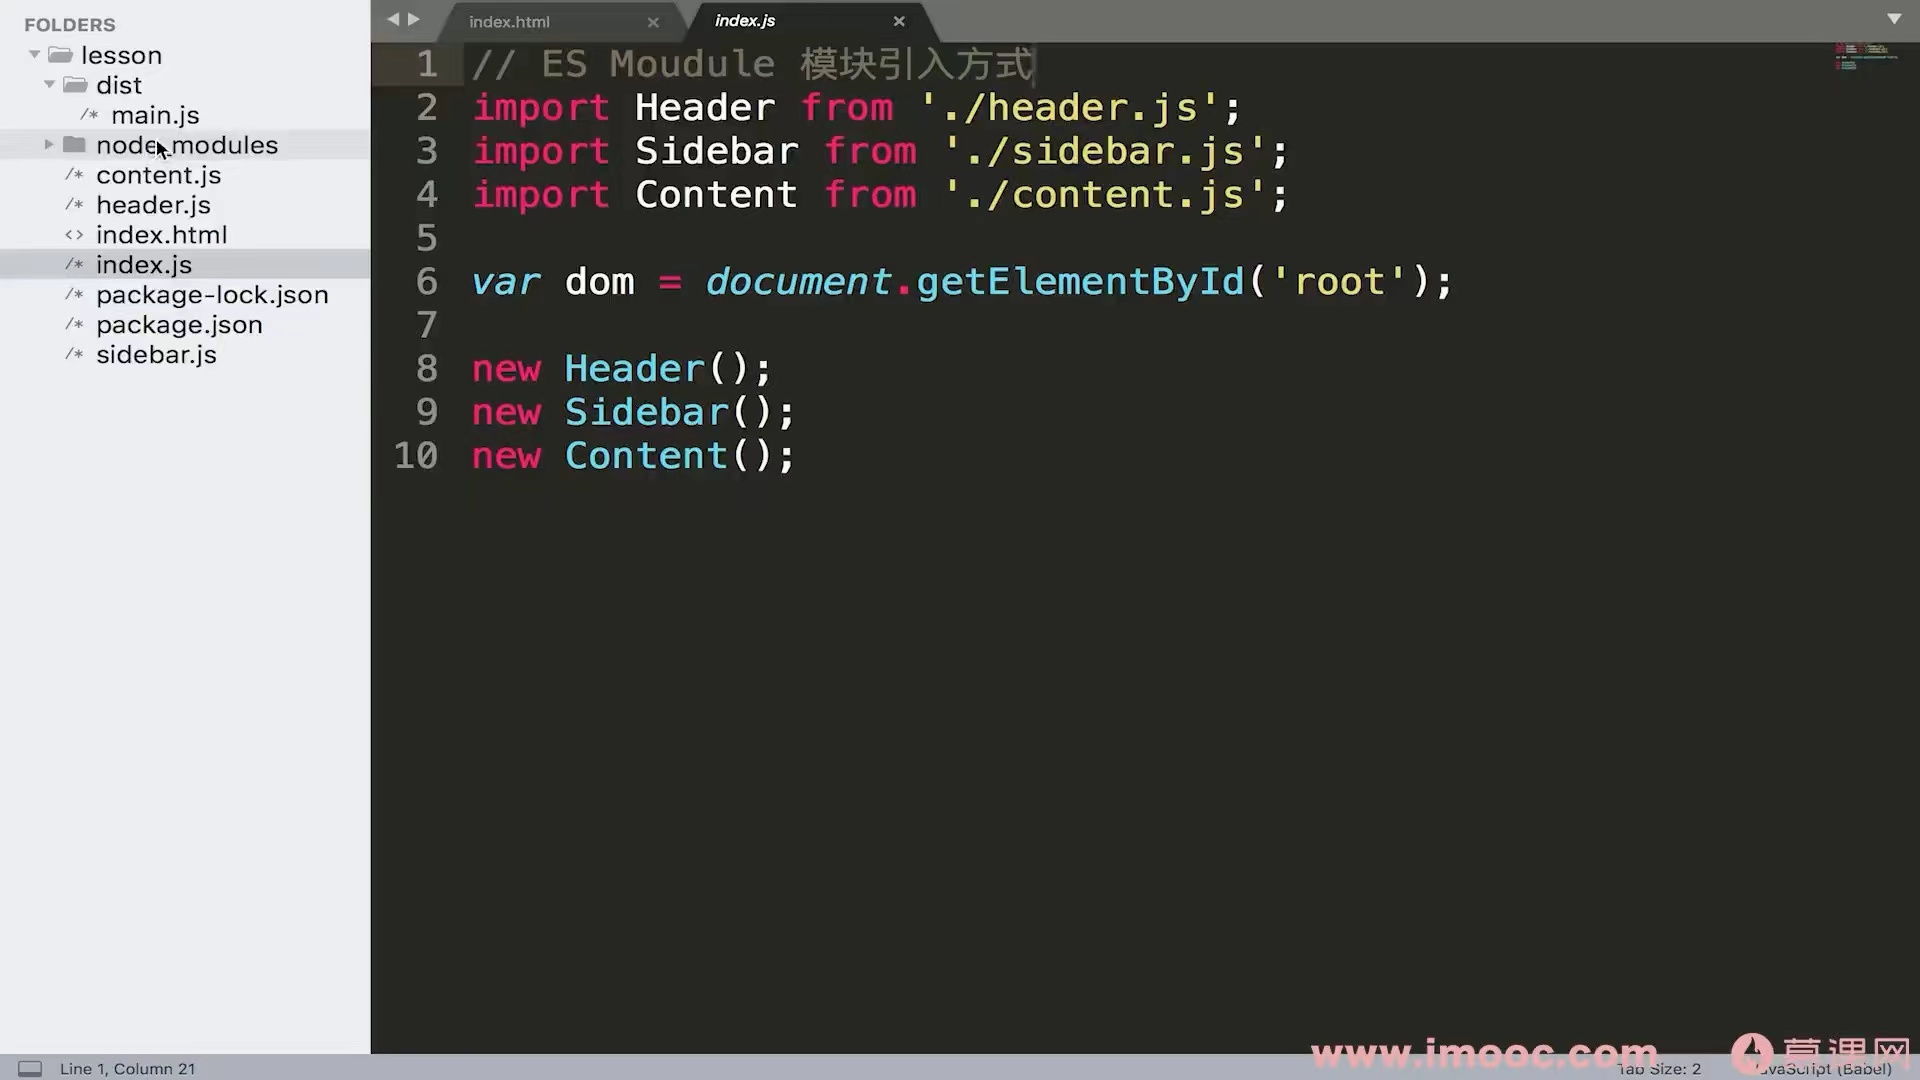 FOLDERS
lesson
dist
/* main.js
node_modules
/* content.js
/* header.js
<> index.html
/* index.js
/* package-lock.json
/* package.json
/* sidebar.js
index.html ×
index.js ×
1 // ES Moudule 模块引入方式
2 import Header from './header.js';
3 import Sidebar from './sidebar.js';
4 import Content from './content.js';
5
6 var dom = document.getElementById('root');
7
8 new Header();
9 new Sidebar();
10 new Content();
www.imooc.com 慕课网
Line 1, Column 21
Tab Size: 2
JavaScript (Babel)